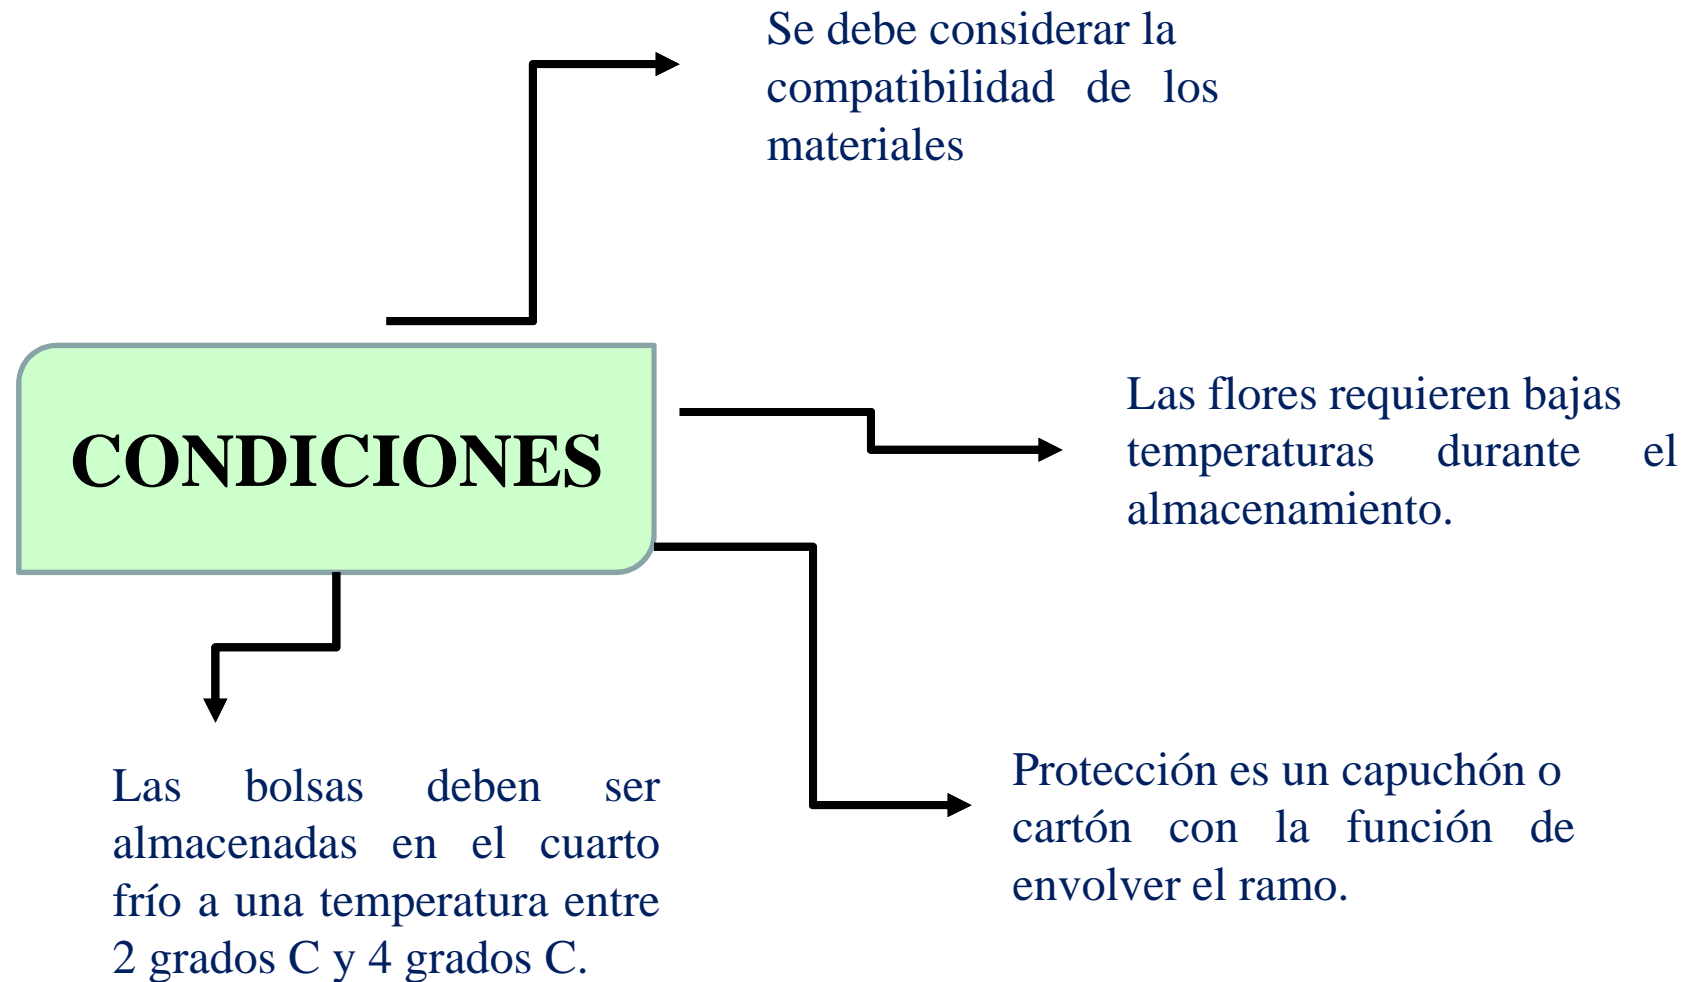 Se debe considerar la
compatibilidad de los
materiales
CONDICIONES
Las flores requieren bajas
temperaturas durante el
almacenamiento.
Las bolsas deben ser
almacenadas en el cuarto
frío a una temperatura entre
2 grados C y 4 grados C.
Protección es un capuchón o
cartón con la función de
envolver el ramo.